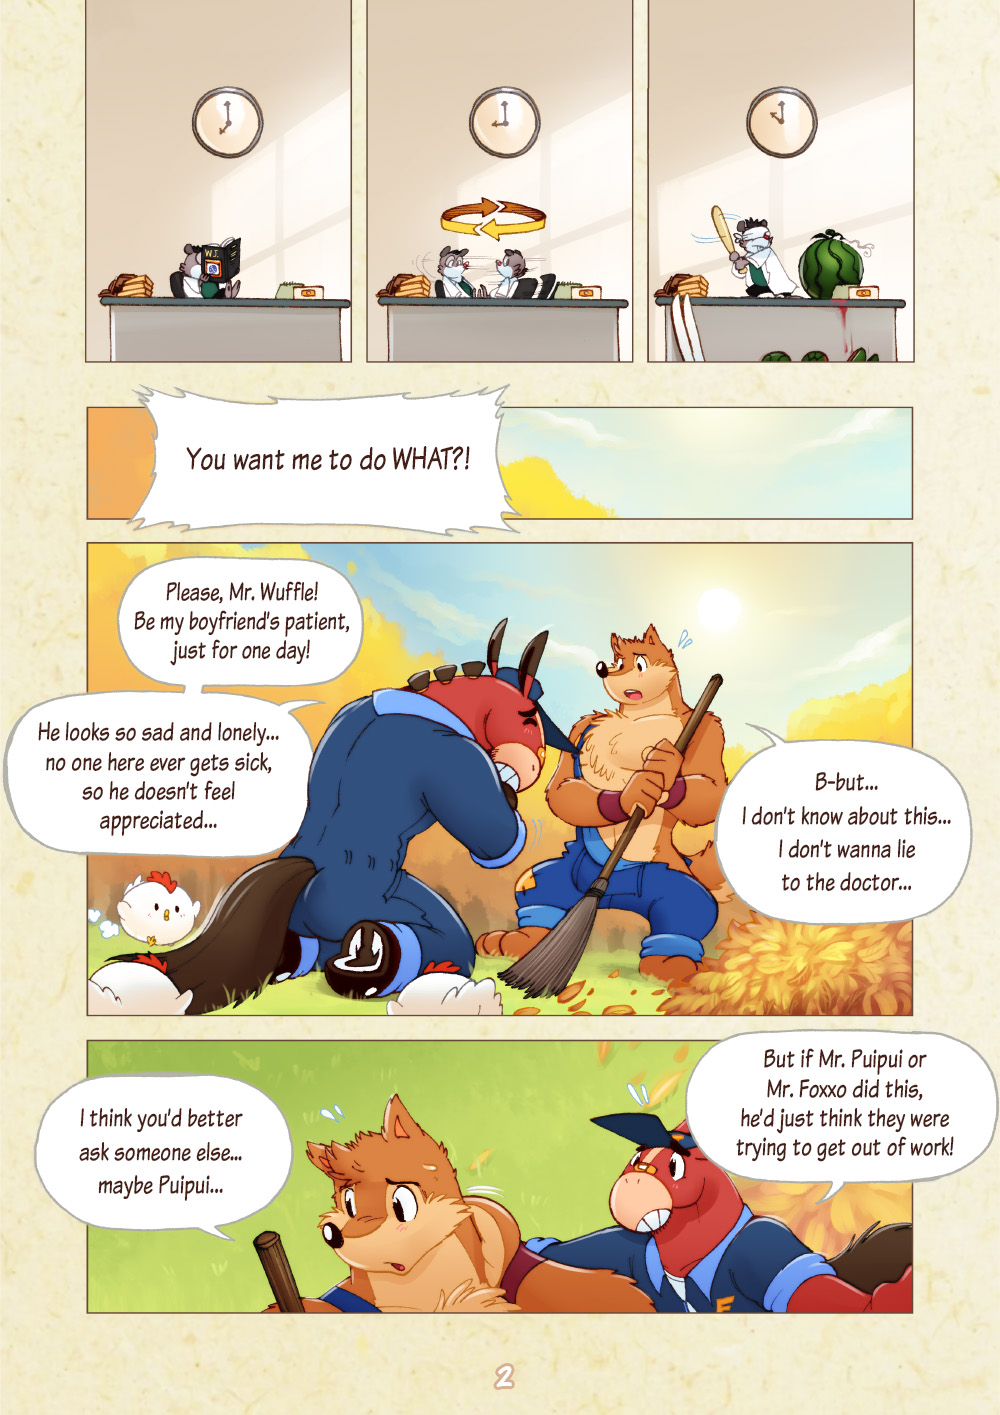 W.J.
You want me to do WHAT?!
Please, Mr. Wuffle!
Be my boyfriend's patient,
just for one day!
He looks so sad and lonely...
no one here ever gets sick,
so he doesn't feel
appreciated...
B-but...
I don't know about this...
I don't wanna lie
to the doctor...
I think you'd better
ask someone else...
maybe Puipui...
But if Mr. Puipui or
Mr. Foxxo did this,
he'd just think they were
trying to get out of work!
F
2